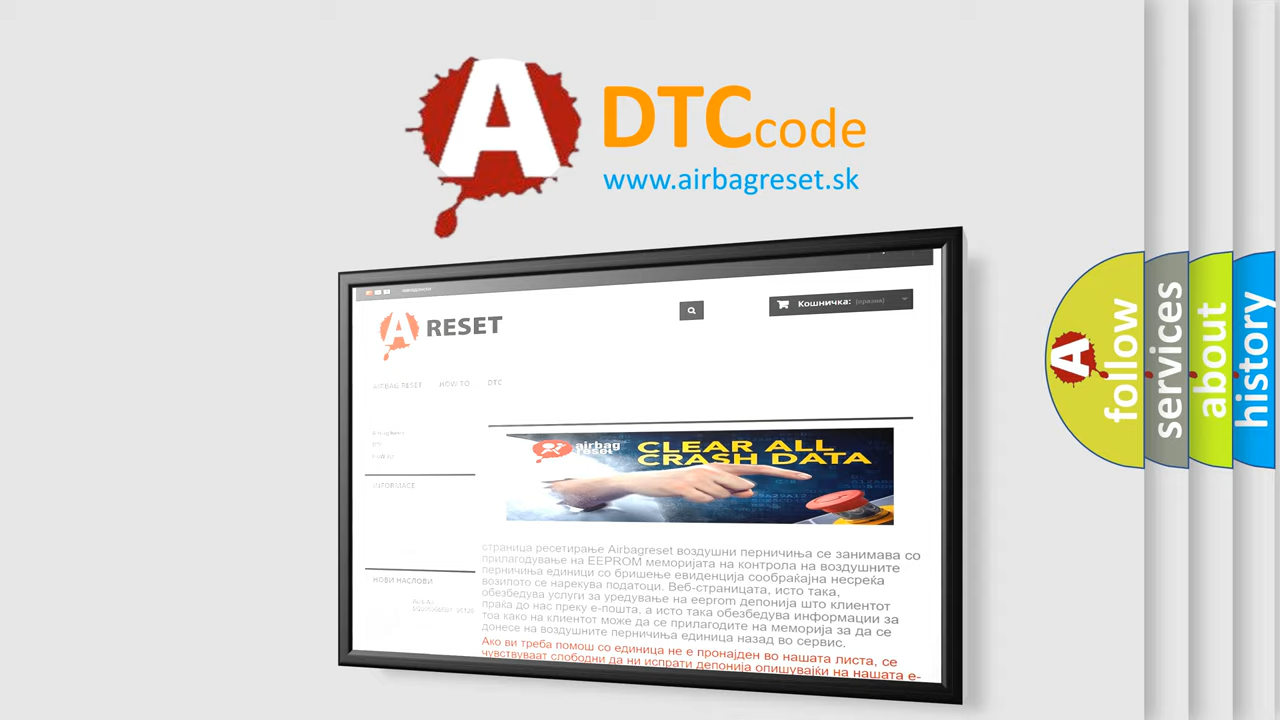 A DTC code
www.airbagreset.sk
Кошничка: (празни)
A RESET
AIRBAG RESET HOW TO DTC
airbag reset
CLEAR ALL
CRASH DATA
INFORMACE
НОВИ НАСЛОВИ
страница ресетирање Airbagreset воздушни перничиња се занимава со
прилагодување на EEPROM меморијата на контрола на воздушните
перничиња единици со бришење евиденција сообраќајна несреќа
возилото се нарекува податоци. Веб-страницата, исто така,
обезбедува услуги за уредување на eeprom депонија што клиентот
праќа до нас преку е-пошта, а исто така обезбедува информации за
тоа како на клиентот може да се прилагодите на меморија за да се
донесе на воздушните перничиња единица назад во сервис.
Ако ви треба помош со единица не е пронајден во нашата листа, се
чувствуваат слободни да ни испрати депонија опишувајќи на нашата е-
A follow
services
about
history